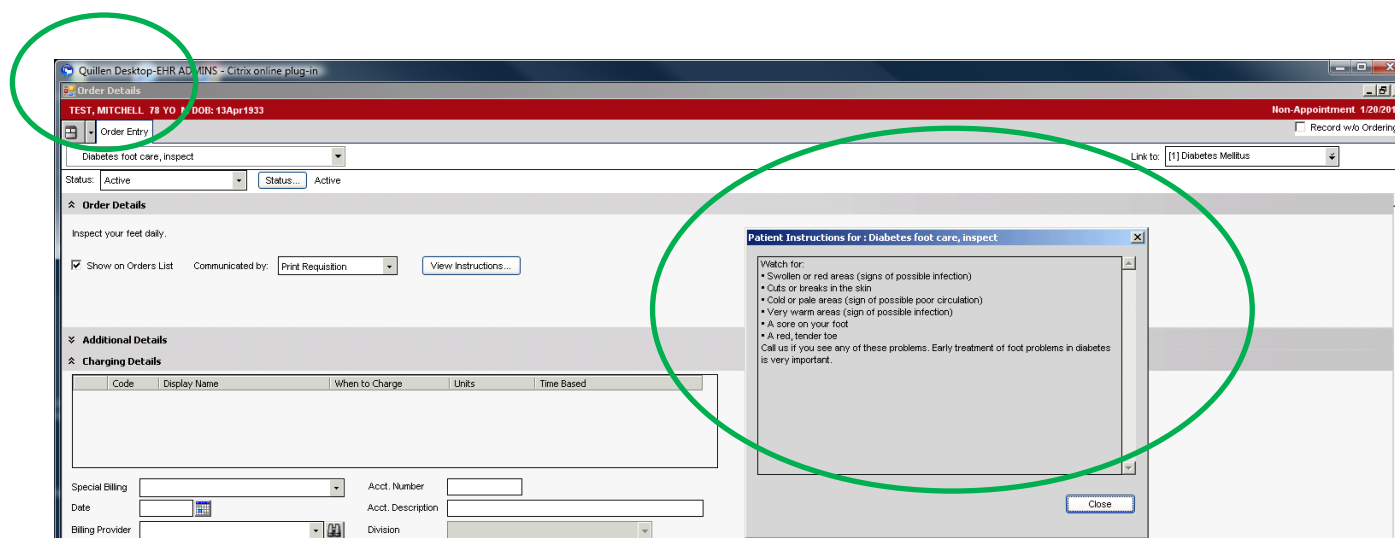 Quillen Desktop-EHR ADMINS - Citrix online plug-in
Order Details
TEST, MITCHELL 78 YO M DOB: 13Apr1933 Non-Appointment 1/20/201
Order Entry Record w/o Ordering
Diabetes foot care, inspect Link to: [1] Diabetes Mellitus
Status: Active Status... Active
Order Details
Inspect your feet daily.
Show on Orders List Communicated by: Print Requisition View Instructions...
Patient Instructions for : Diabetes foot care, inspect
Watch for:
• Swollen or red areas (signs of possible infection)
• Cuts or breaks in the skin
• Cold or pale areas (sign of possible poor circulation)
• Very warm areas (sign of possible infection)
• A sore on your foot
• A red, tender toe
Call us if you see any of these problems. Early treatment of foot problems in diabetes
is very important.
Close
Additional Details
Charging Details
Code Display Name When to Charge Units Time Based
Special Billing Acct. Number
Date Acct. Description
Billing Provider Division